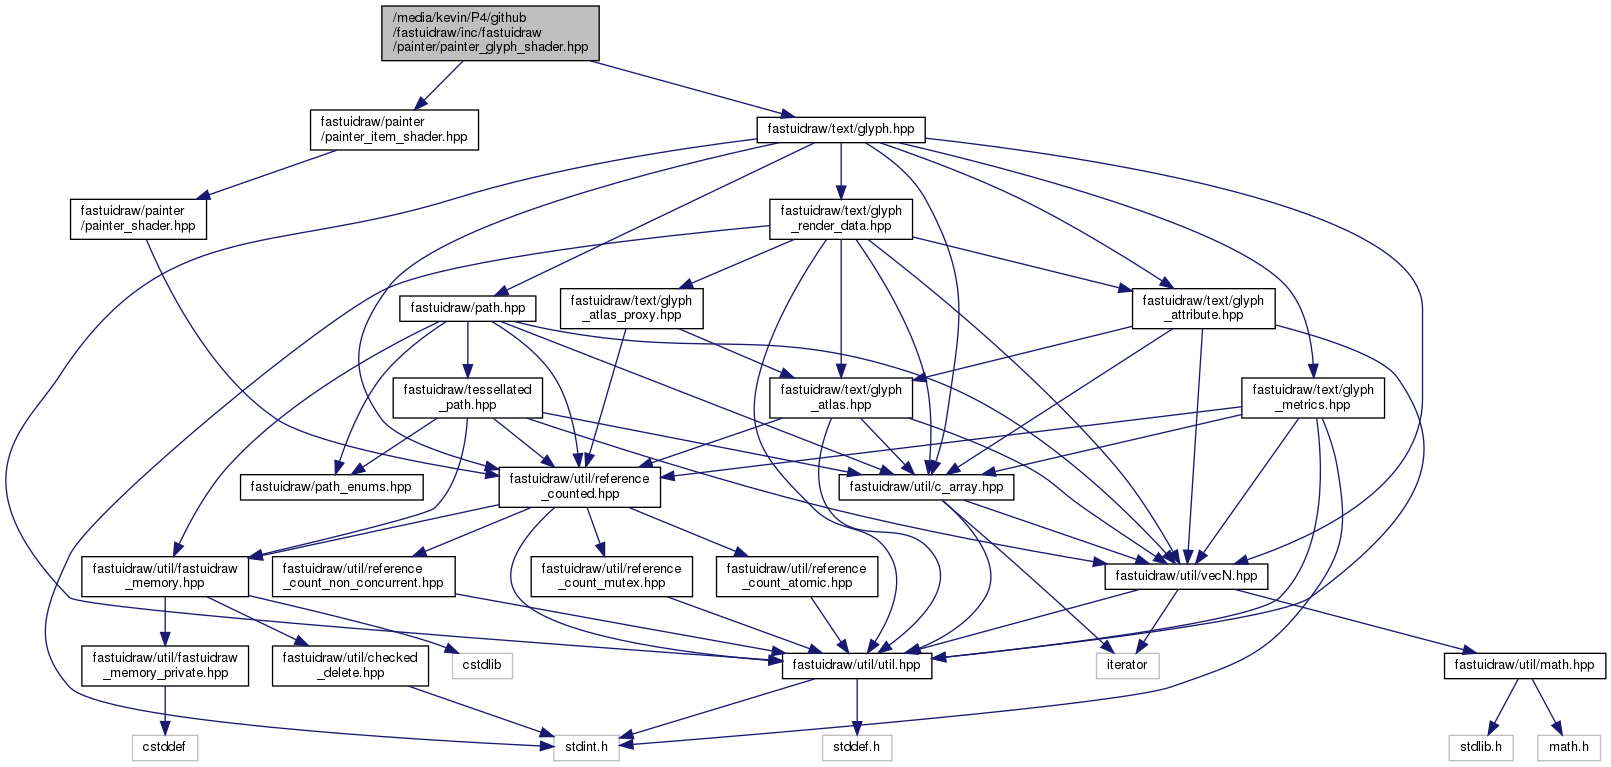 /media/kevin/P4/github
/fastuidraw/inc/fastuidraw
/painter/painter_glyph_shader.hpp
fastuidraw/painter
/painter_item_shader.hpp
fastuidraw/text/glyph.hpp
fastuidraw/painter
/painter_shader.hpp
fastuidraw/text/glyph
_render_data.hpp
fastuidraw/path.hpp
fastuidraw/text/glyph
_atlas_proxy.hpp
fastuidraw/text/glyph
_attribute.hpp
fastuidraw/tessellated
_path.hpp
fastuidraw/text/glyph
_atlas.hpp
fastuidraw/text/glyph
_metrics.hpp
fastuidraw/path_enums.hpp
fastuidraw/util/reference
_counted.hpp
fastuidraw/util/c_array.hpp
fastuidraw/util/fastuidraw
_memory.hpp
fastuidraw/util/reference
_count_non_concurrent.hpp
fastuidraw/util/reference
_count_mutex.hpp
fastuidraw/util/reference
_count_atomic.hpp
fastuidraw/util/vecN.hpp
fastuidraw/util/fastuidraw
_memory_private.hpp
fastuidraw/util/checked
_delete.hpp
cstdlib
fastuidraw/util/util.hpp
iterator
fastuidraw/util/math.hpp
cstddef
stdint.h
stddef.h
stdlib.h
math.h